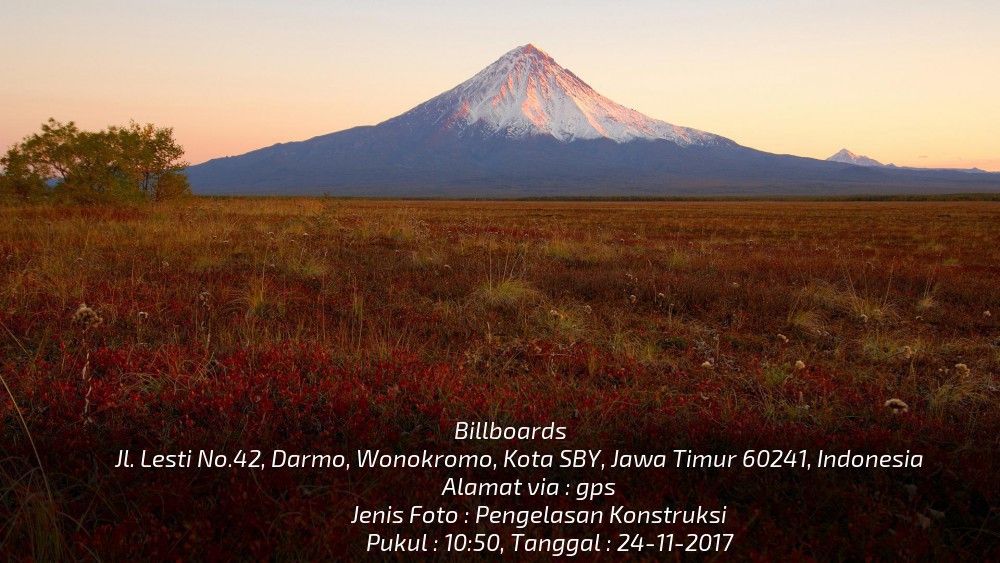 Billboards
Jl. Lesti No.42, Darmo, Wonokromo, Kota SBY, Jawa Timur 60241, Indonesia
Alamat via : gps
Jenis Foto : Pengelasan Konstruksi
Pukul : 10:50, Tanggal : 24-11-2017